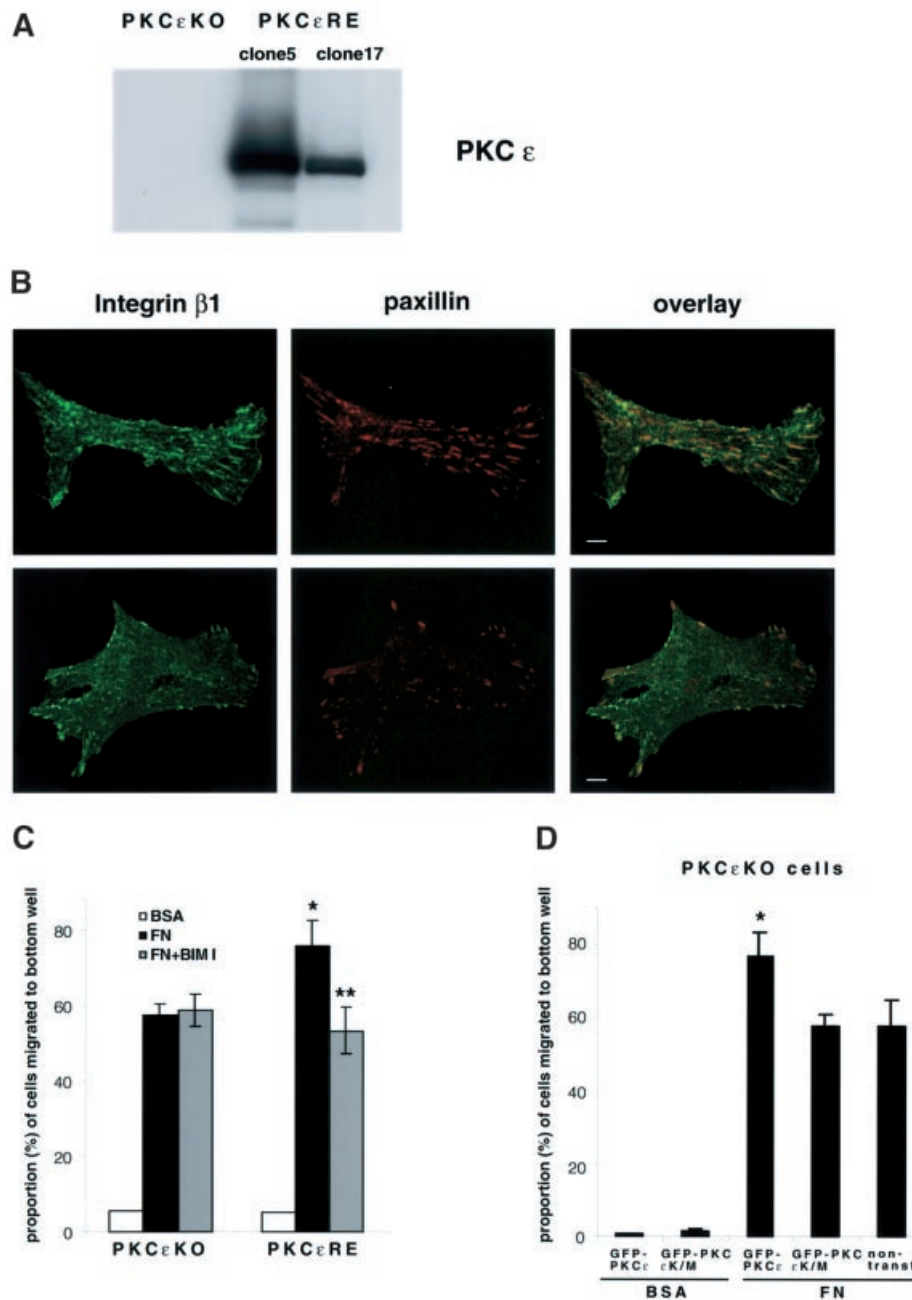 A
PKCεKO PKCεRE
clone5 clone17
PKC ε
B
Integrin β1 paxillin overlay
C
proportion (%) of cells migrated to bottom well
80
60
40
20
0
BSA
FN
FN+BIM I
*
**
PKCεKO PKCεRE
D
PKCεKO cells
proportion (%) of cells migrated to bottom well
80
60
40
20
0
*
GFP- GFP-PKC GFP- GFP-PKC non-
PKCε εK/M PKCε εK/M transf
BSA FN